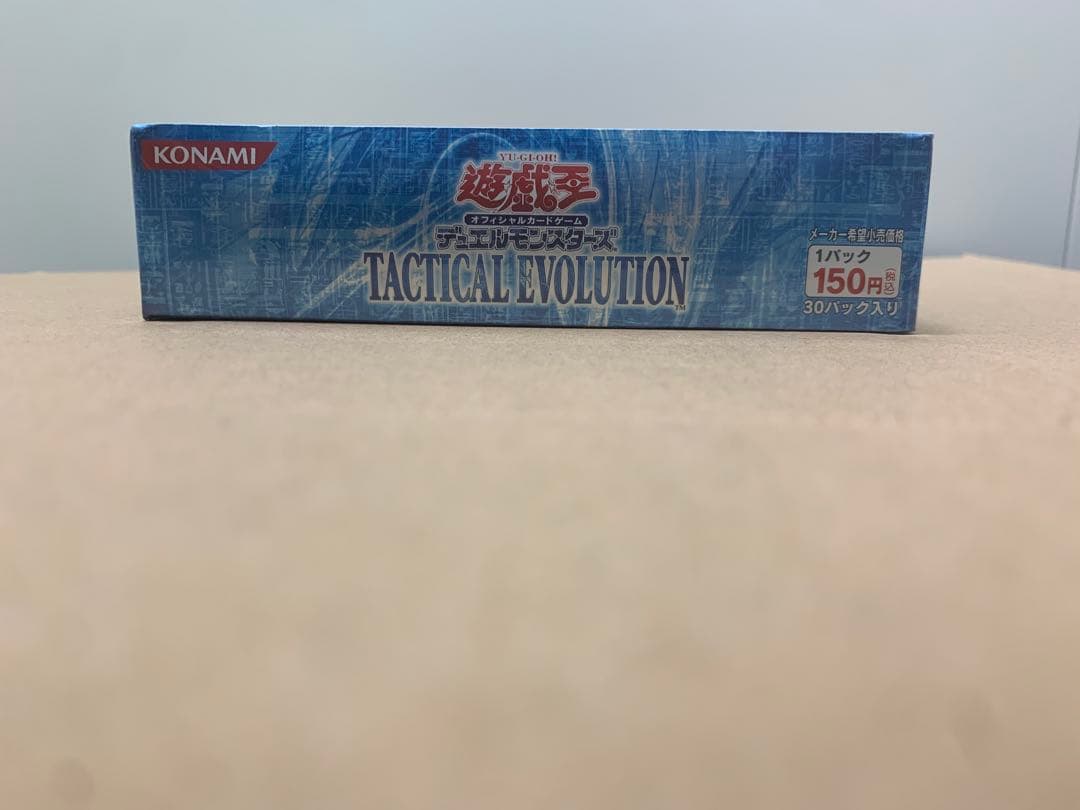 KONAMI
YU-GI-OH!
遊戯王
オフィシャルカードゲーム
デュエルモンスターズ
TACTICAL EVOLUTION™
メーカー希望小売価格
1パック
150円(税込)
30パック入り